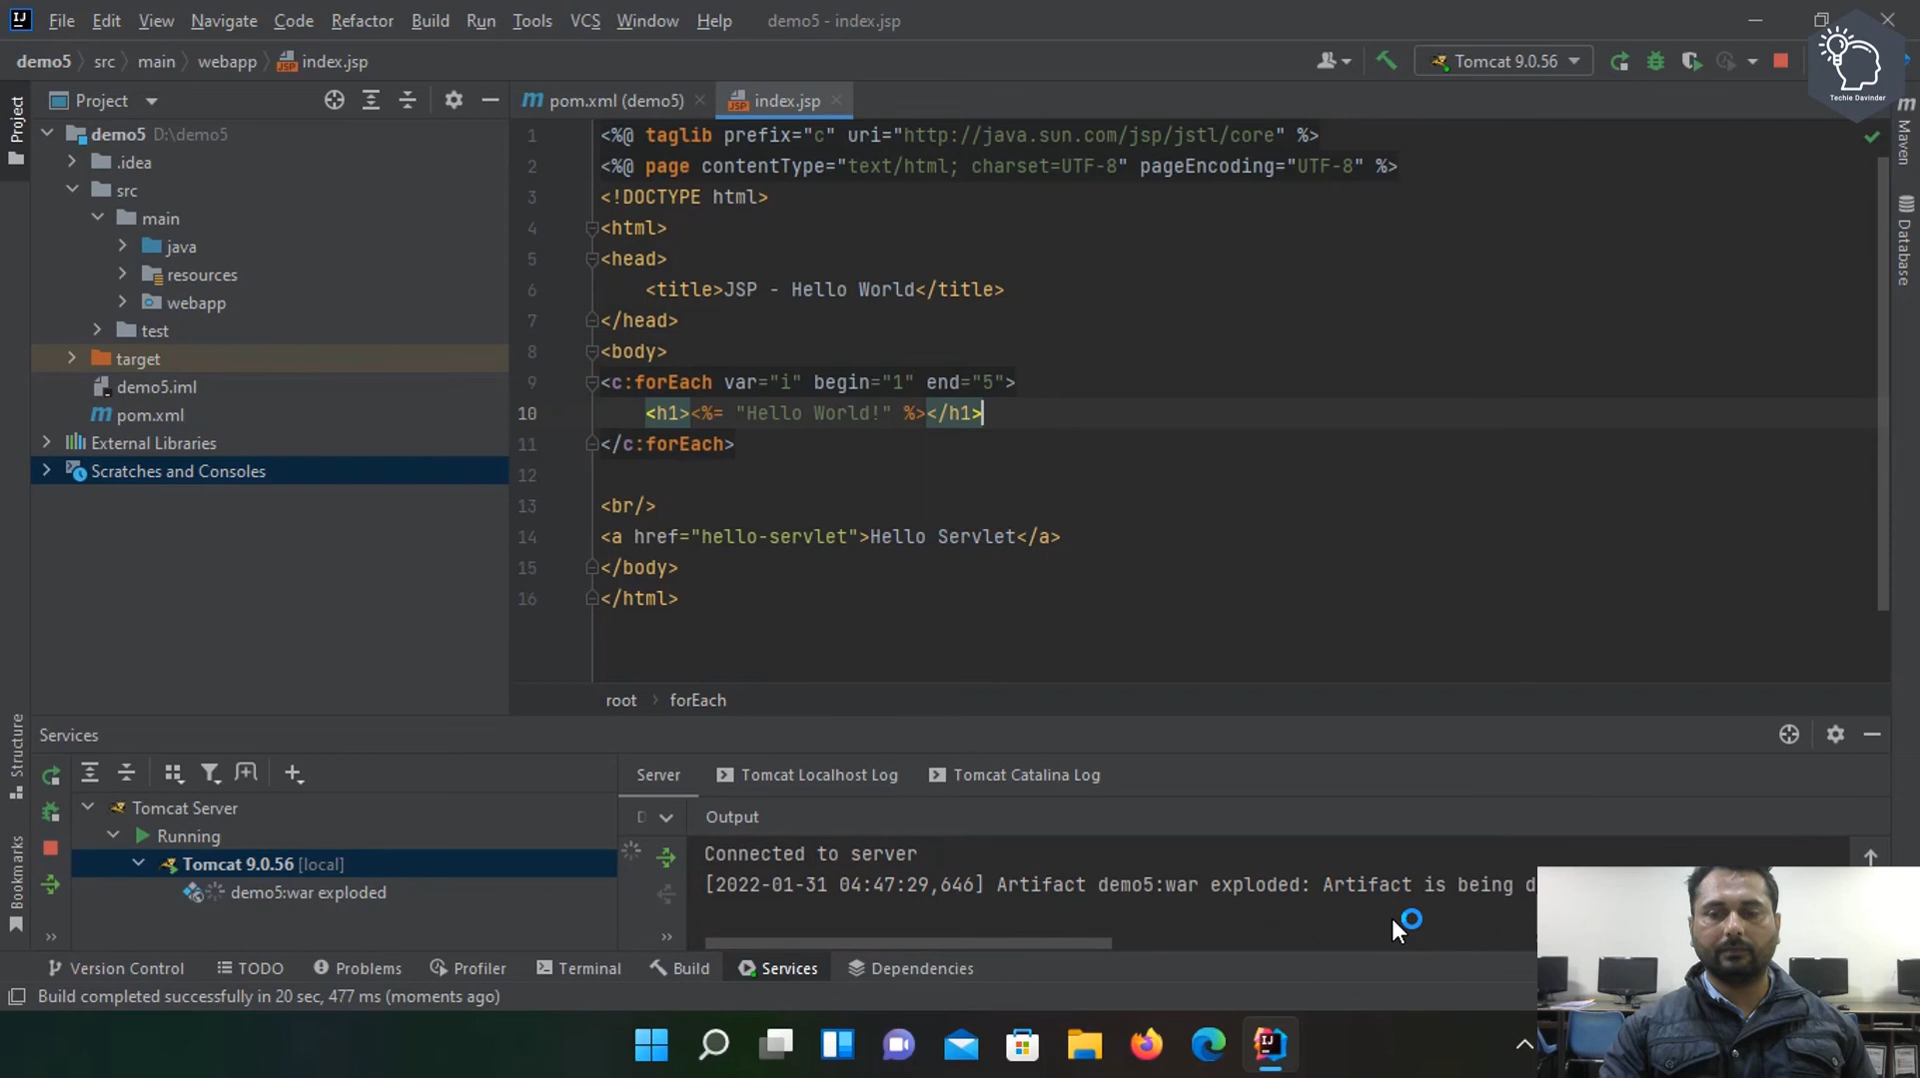 File Edit View Navigate Code Refactor Build Run Tools VCS Window Help demo5 - index.jsp
demo5 src main webapp index.jsp Tomcat 9.0.56
Techie Davinder
Project pom.xml (demo5) index.jsp
Project
Maven
Database
demo5 D:\demo5
.idea
src
main
java
resources
webapp
test
target
demo5.iml
pom.xml
External Libraries
Scratches and Consoles
1 <%@ taglib prefix="c" uri="http://java.sun.com/jsp/jstl/core" %>
2 <%@ page contentType="text/html; charset=UTF-8" pageEncoding="UTF-8" %>
3 <!DOCTYPE html>
4 <html>
5 <head>
6 <title>JSP - Hello World</title>
7 </head>
8 <body>
9 <c:forEach var="i" begin="1" end="5">
10 <h1><%= "Hello World!" %></h1>
11 </c:forEach>
12
13 <br/>
14 <a href="hello-servlet">Hello Servlet</a>
15 </body>
16 </html>
root forEach
Structure
Bookmarks
Services
Server Tomcat Localhost Log Tomcat Catalina Log
Tomcat Server
Running
Tomcat 9.0.56 [local]
demo5:war exploded
D Output
Connected to server
[2022-01-31 04:47:29,646] Artifact demo5:war exploded: Artifact is being d
Version Control TODO Problems Profiler Terminal Build Services Dependencies
Build completed successfully in 20 sec, 477 ms (moments ago)